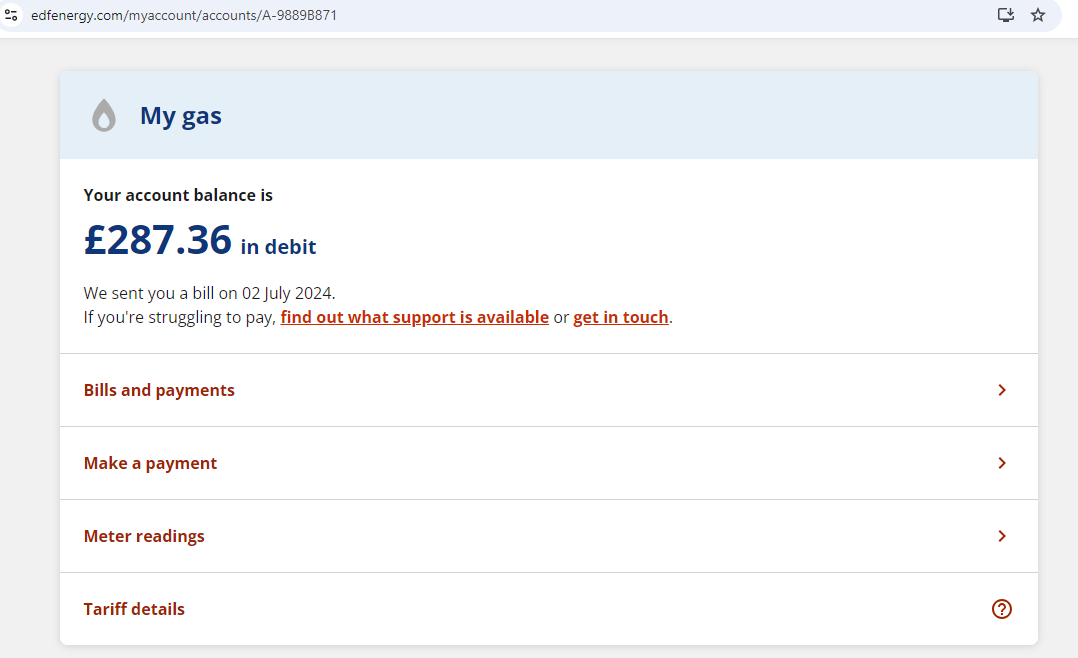 edfenergy.com/myaccount/accounts/A-9889B871
My gas
Your account balance is
£287.36 in debit
We sent you a bill on 02 July 2024.
If you're struggling to pay, find out what support is available or get in touch.
Bills and payments
Make a payment
Meter readings
Tariff details